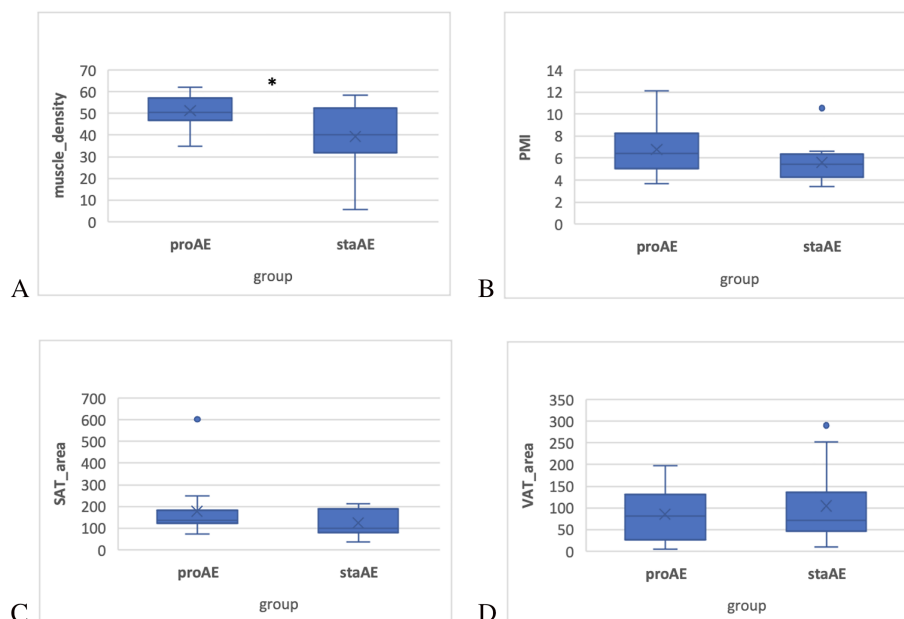 70
60
50
40
30
20
10
0
muscle_density
*
proAE staAE
group
A
14
12
10
8
6
4
2
0
PMI
proAE staAE
group
B
700
600
500
400
300
200
100
0
SAT_area
proAE staAE
group
C
350
300
250
200
150
100
50
0
VAT_area
proAE staAE
group
D